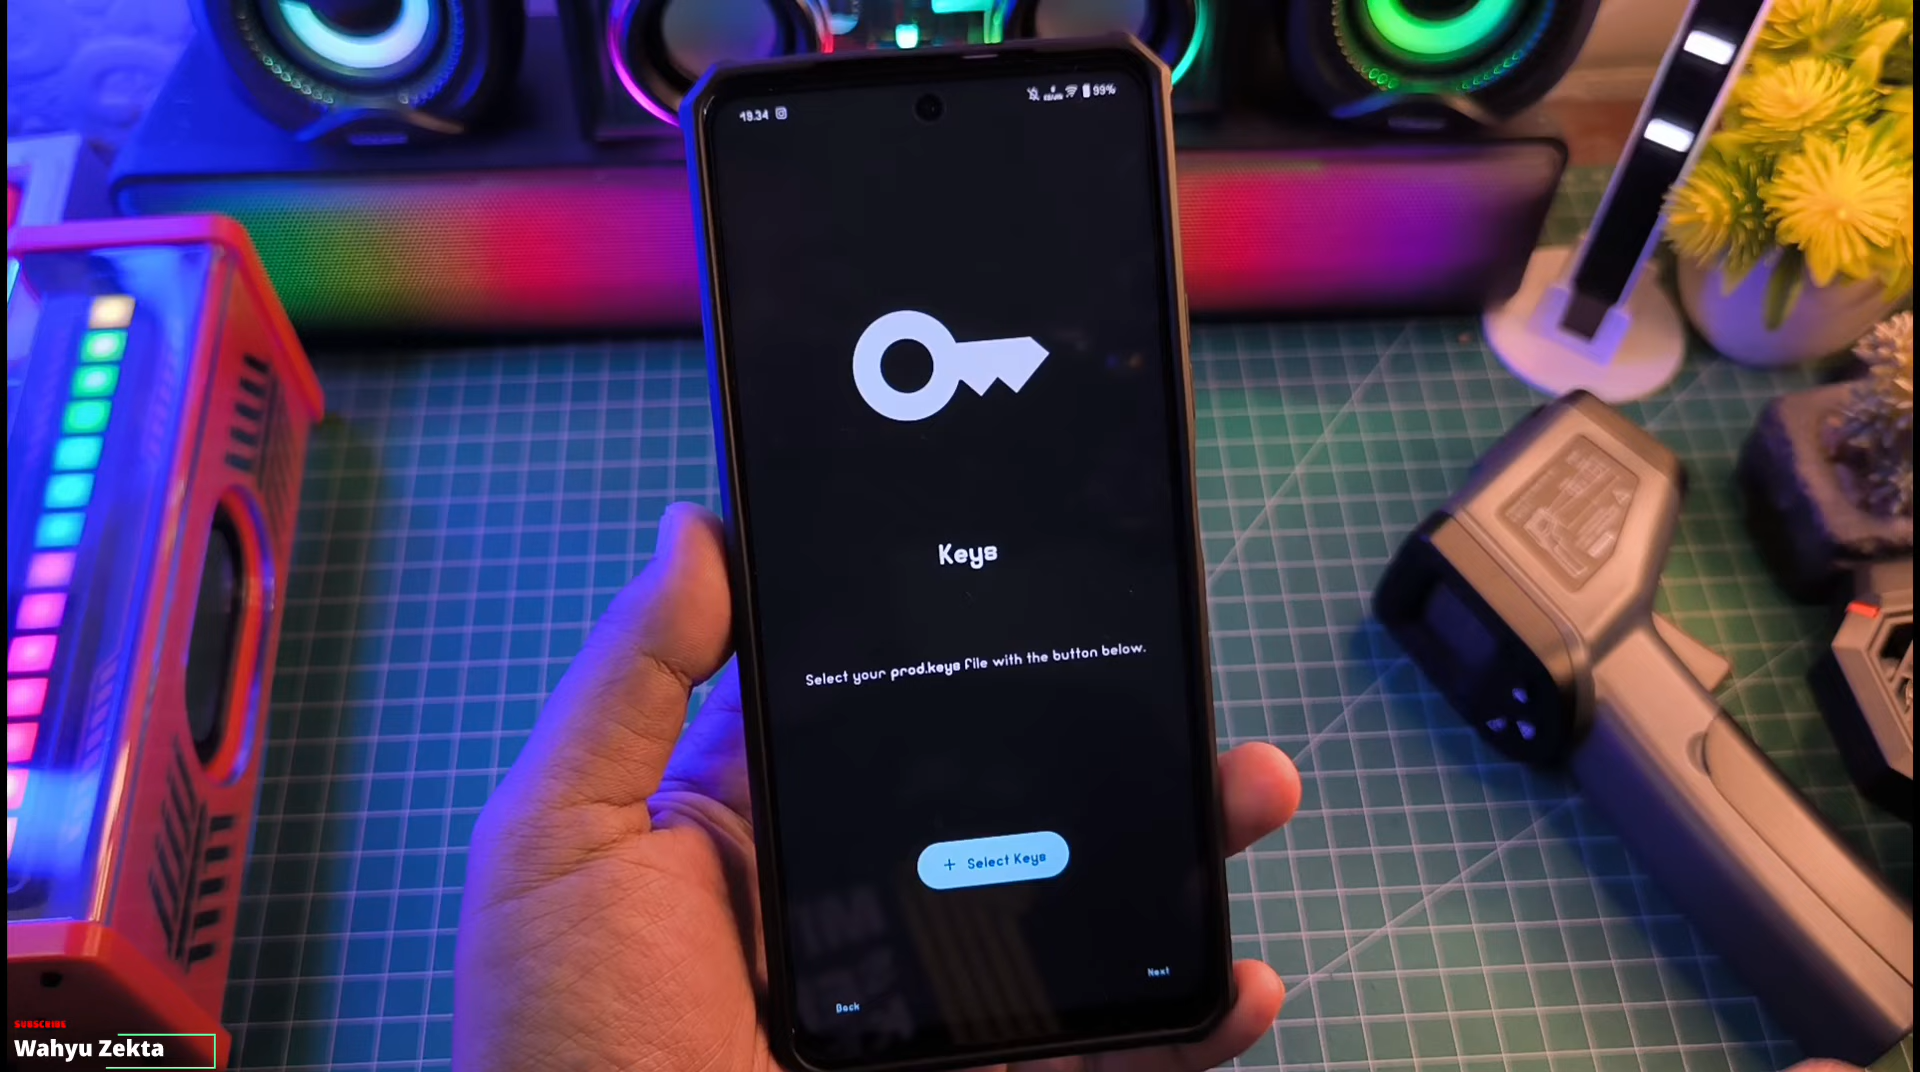 19.34
99%
Keys
Select your prod.keys file with the button below.
+ Select Keys
Next
Back
SUBSCRIBE
Wahyu Zekta